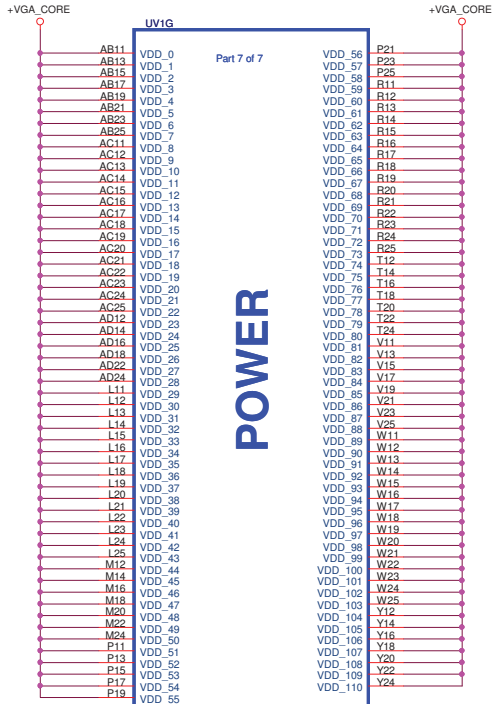 +VGA_CORE +VGA_CORE
UV1G
Part 7 of 7
AB11 VDD_0 VDD_56 P21
AB13 VDD_1 VDD_57 P23
AB15 VDD_2 VDD_58 P25
AB17 VDD_3 VDD_59 R11
AB19 VDD_4 VDD_60 R12
AB21 VDD_5 VDD_61 R13
AB23 VDD_6 VDD_62 R14
AB25 VDD_7 VDD_63 R15
AC11 VDD_8 VDD_64 R16
AC12 VDD_9 VDD_65 R17
AC13 VDD_10 VDD_66 R18
AC14 VDD_11 VDD_67 R19
AC15 VDD_12 VDD_68 R20
AC16 VDD_13 VDD_69 R21
AC17 VDD_14 VDD_70 R22
AC18 VDD_15 VDD_71 R23
AC19 VDD_16 VDD_72 R24
AC20 VDD_17 VDD_73 R25
AC21 VDD_18 VDD_74 T12
AC22 VDD_19 VDD_75 T14
AC23 VDD_20 VDD_76 T16
AC24 VDD_21 VDD_77 T18
AC25 VDD_22 VDD_78 T20
AD12 VDD_23 VDD_79 T22
AD14 VDD_24 VDD_80 T24
AD16 VDD_25 VDD_81 V11
AD18 VDD_26 VDD_82 V13
AD22 VDD_27 VDD_83 V15
AD24 VDD_28 VDD_84 V17
L11 VDD_29 VDD_85 V19
L12 VDD_30 VDD_86 V21
L13 VDD_31 VDD_87 V23
L14 VDD_32 VDD_88 V25
L15 VDD_33 VDD_89 W11
L16 VDD_34 VDD_90 W12
L17 VDD_35 VDD_91 W13
L18 VDD_36 VDD_92 W14
L19 VDD_37 VDD_93 W15
L20 VDD_38 VDD_94 W16
L21 VDD_39 VDD_95 W17
L22 VDD_40 VDD_96 W18
L23 VDD_41 VDD_97 W19
L24 VDD_42 VDD_98 W20
L25 VDD_43 VDD_99 W21
M12 VDD_44 VDD_100 W22
M14 VDD_45 VDD_101 W23
M16 VDD_46 VDD_102 W24
M18 VDD_47 VDD_103 W25
M20 VDD_48 VDD_104 Y12
M22 VDD_49 VDD_105 Y14
M24 VDD_50 VDD_106 Y16
P11 VDD_51 VDD_107 Y18
P13 VDD_52 VDD_108 Y20
P15 VDD_53 VDD_109 Y22
P17 VDD_54 VDD_110 Y24
P19 VDD_55
POWER